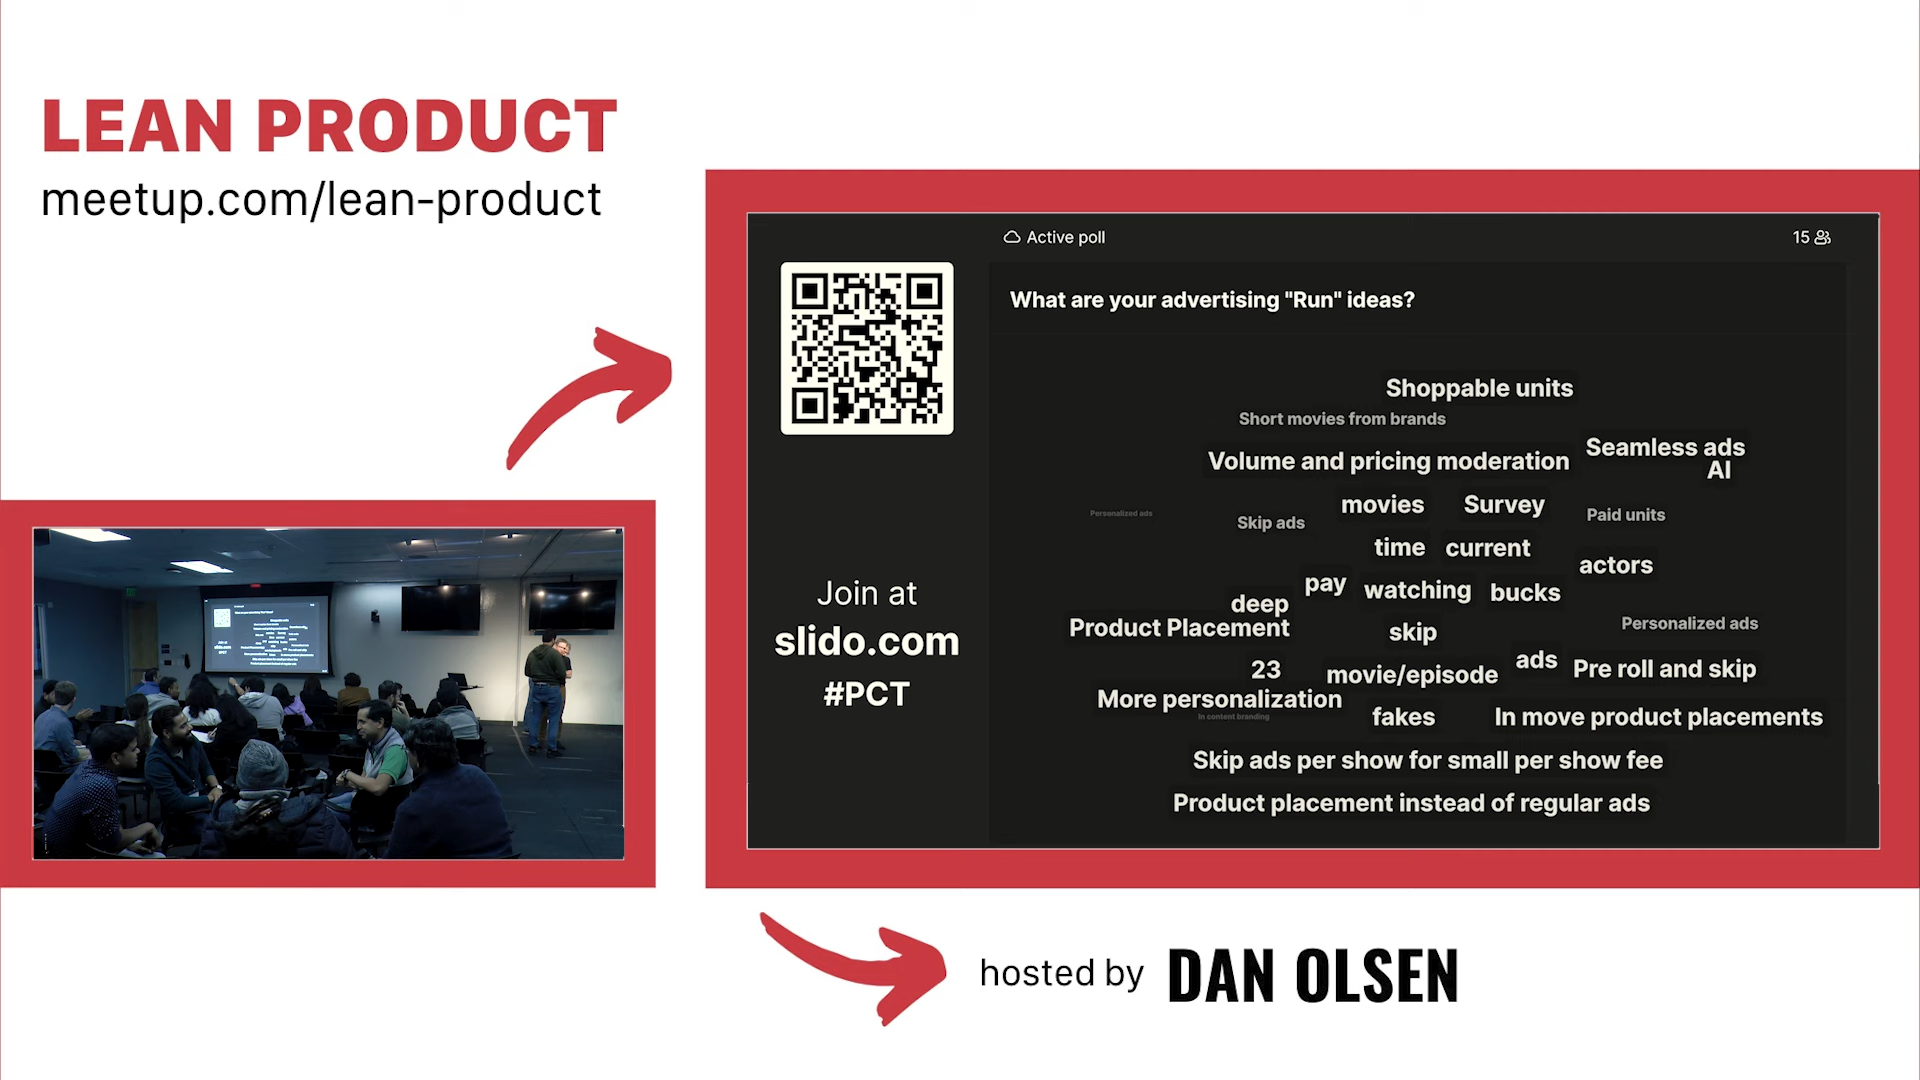 LEAN PRODUCT
meetup.com/lean-product
Active poll
15
What are your advertising "Run" ideas?
Shoppable units
Short movies from brands
Seamless ads
Volume and pricing moderation
AI
movies
Survey
Personalized ads
Skip ads
Paid units
time
current
actors
pay
watching
bucks
deep
Product Placement
skip
Personalized ads
23
movie/episode
ads
Pre roll and skip
More personalization
In content branding
fakes
In move product placements
Skip ads per show for small per show fee
Product placement instead of regular ads
Join at
slido.com
#PCT
hosted by DAN OLSEN